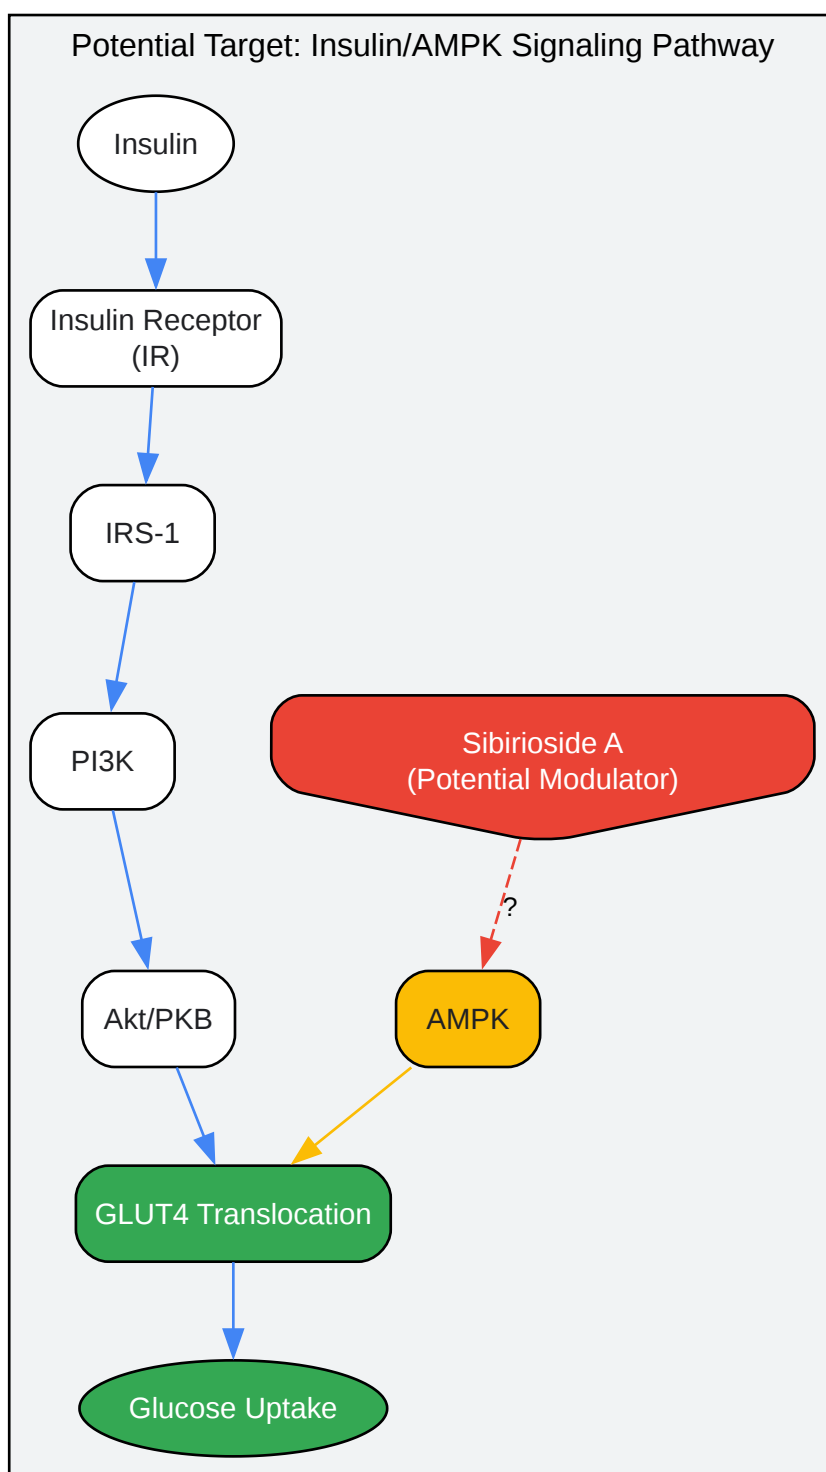 Potential Target: Insulin/AMPK Signaling Pathway
Insulin
Insulin Receptor
(IR)
IRS-1
PI3K
Sibirioside A
(Potential Modulator)
?
Akt/PKB
AMPK
GLUT4 Translocation
Glucose Uptake